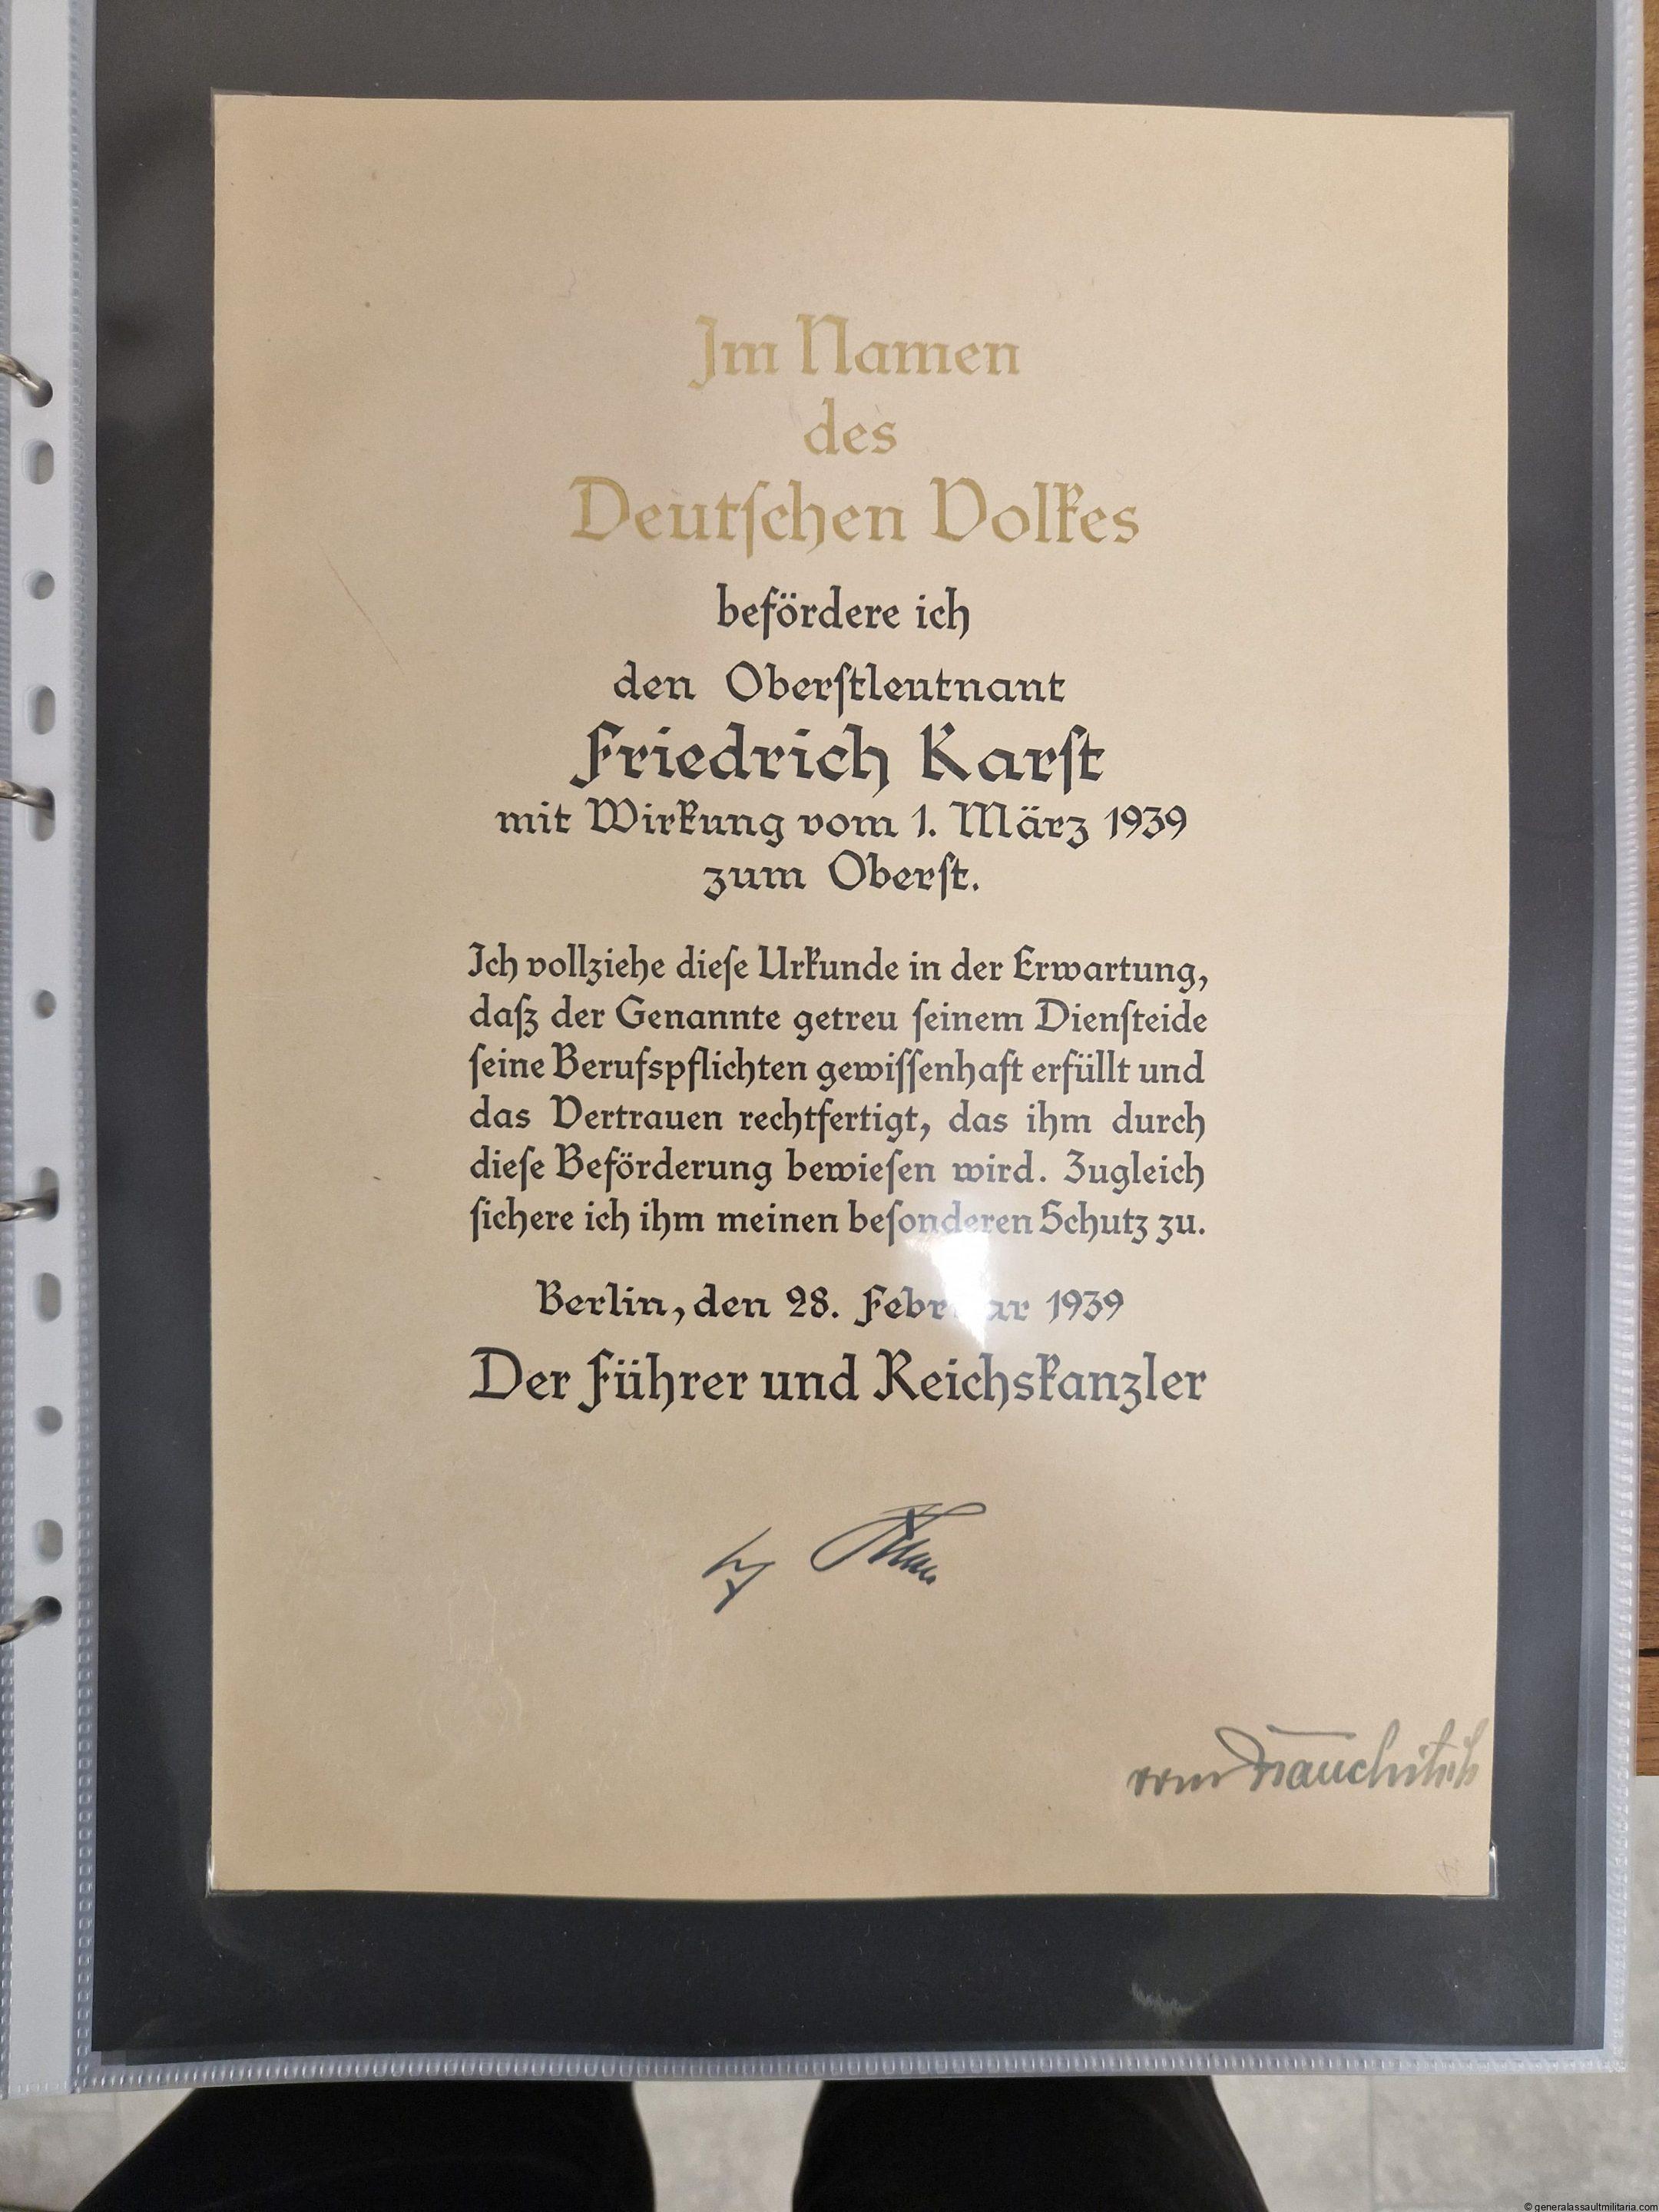 Im Namen
des
Deutschen Volkes
befördere ich
den Oberstleutnant
Friedrich Karst
mit Wirkung vom 1. März 1939
zum Oberst.
Ich vollziehe diese Urkunde in der Erwartung,
daß der Genannte getreu seinem Diensteide
seine Berufspflichten gewissenhaft erfüllt und
das Vertrauen rechtfertigt, das ihm durch
diese Beförderung bewiesen wird. Zugleich
sichere ich ihm meinen besonderen Schutz zu.
Berlin, den 28. Februar 1939
Der Führer und Reichskanzler
von Brauchitsch
© generalassaultmilitaria.com